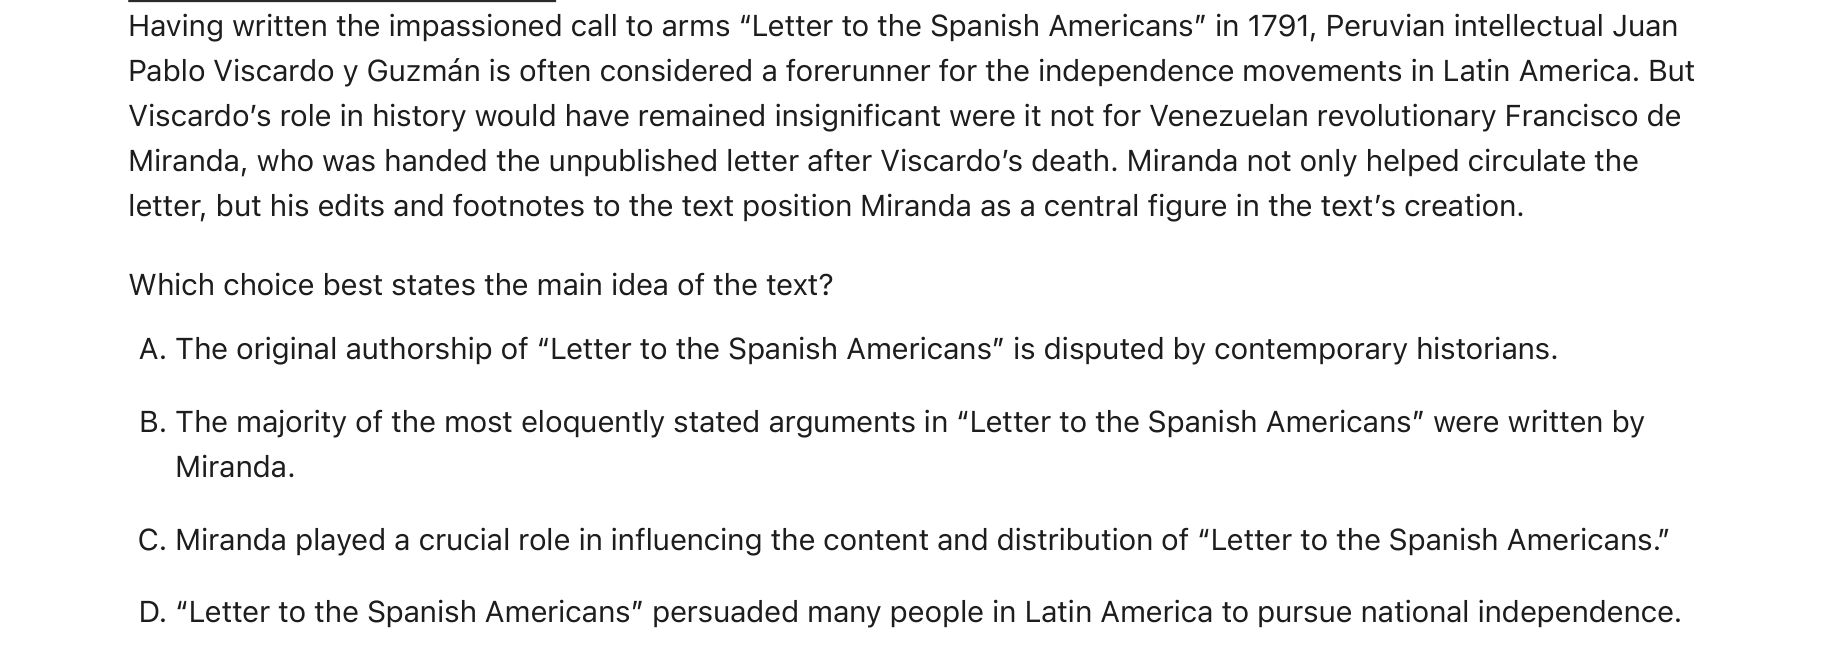 Having written the impassioned call to arms “Letter to the Spanish Americans” in 1791, Peruvian intellectual Juan
Pablo Viscardo y Guzmán is often considered a forerunner for the independence movements in Latin America. But
Viscardo’s role in history would have remained insignificant were it not for Venezuelan revolutionary Francisco de
Miranda, who was handed the unpublished letter after Viscardo’s death. Miranda not only helped circulate the
letter, but his edits and footnotes to the text position Miranda as a central figure in the text’s creation.
Which choice best states the main idea of the text?
A. The original authorship of “Letter to the Spanish Americans” is disputed by contemporary historians.
B. The majority of the most eloquently stated arguments in “Letter to the Spanish Americans” were written by
Miranda.
C. Miranda played a crucial role in influencing the content and distribution of “Letter to the Spanish Americans.”
D. “Letter to the Spanish Americans” persuaded many people in Latin America to pursue national independence.